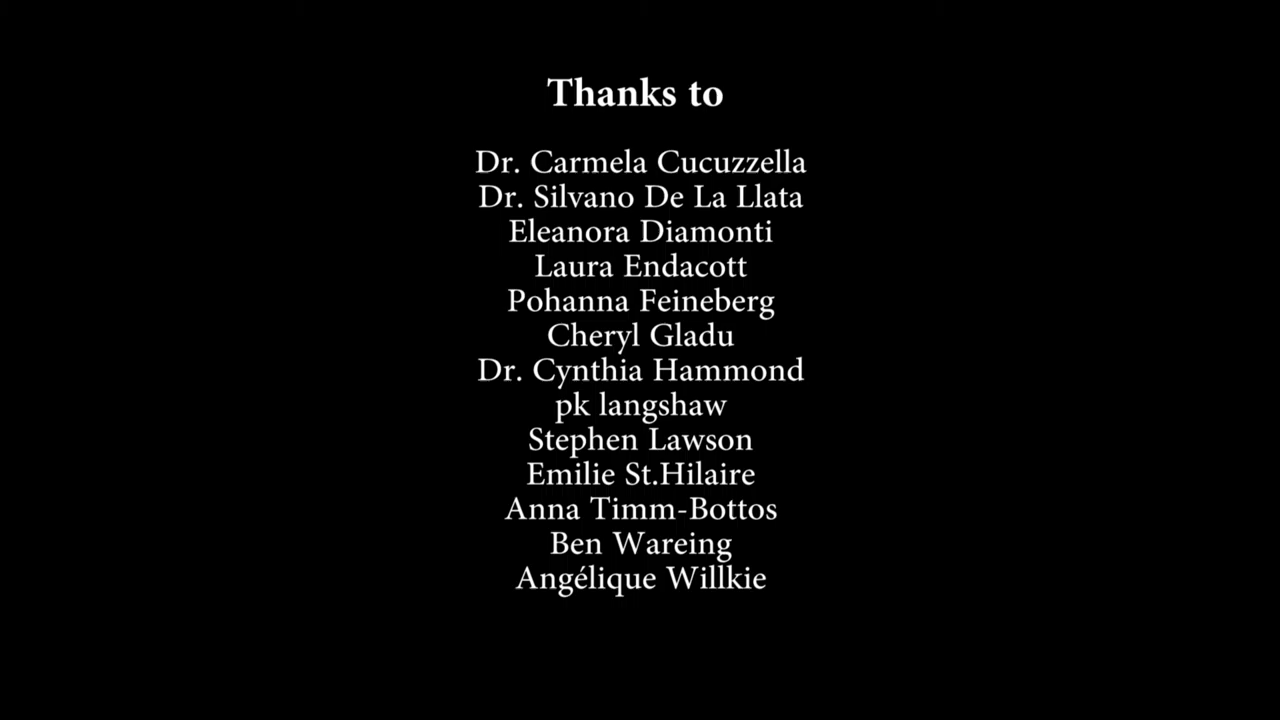 Thanks to
Dr. Carmela Cucuzzella
Dr. Silvano De La Llata
Eleanora Diamonti
Laura Endacott
Pohanna Feineberg
Cheryl Gladu
Dr. Cynthia Hammond
pk langshaw
Stephen Lawson
Emilie St.Hilaire
Anna Timm-Bottos
Ben Wareing
Angélique Willkie